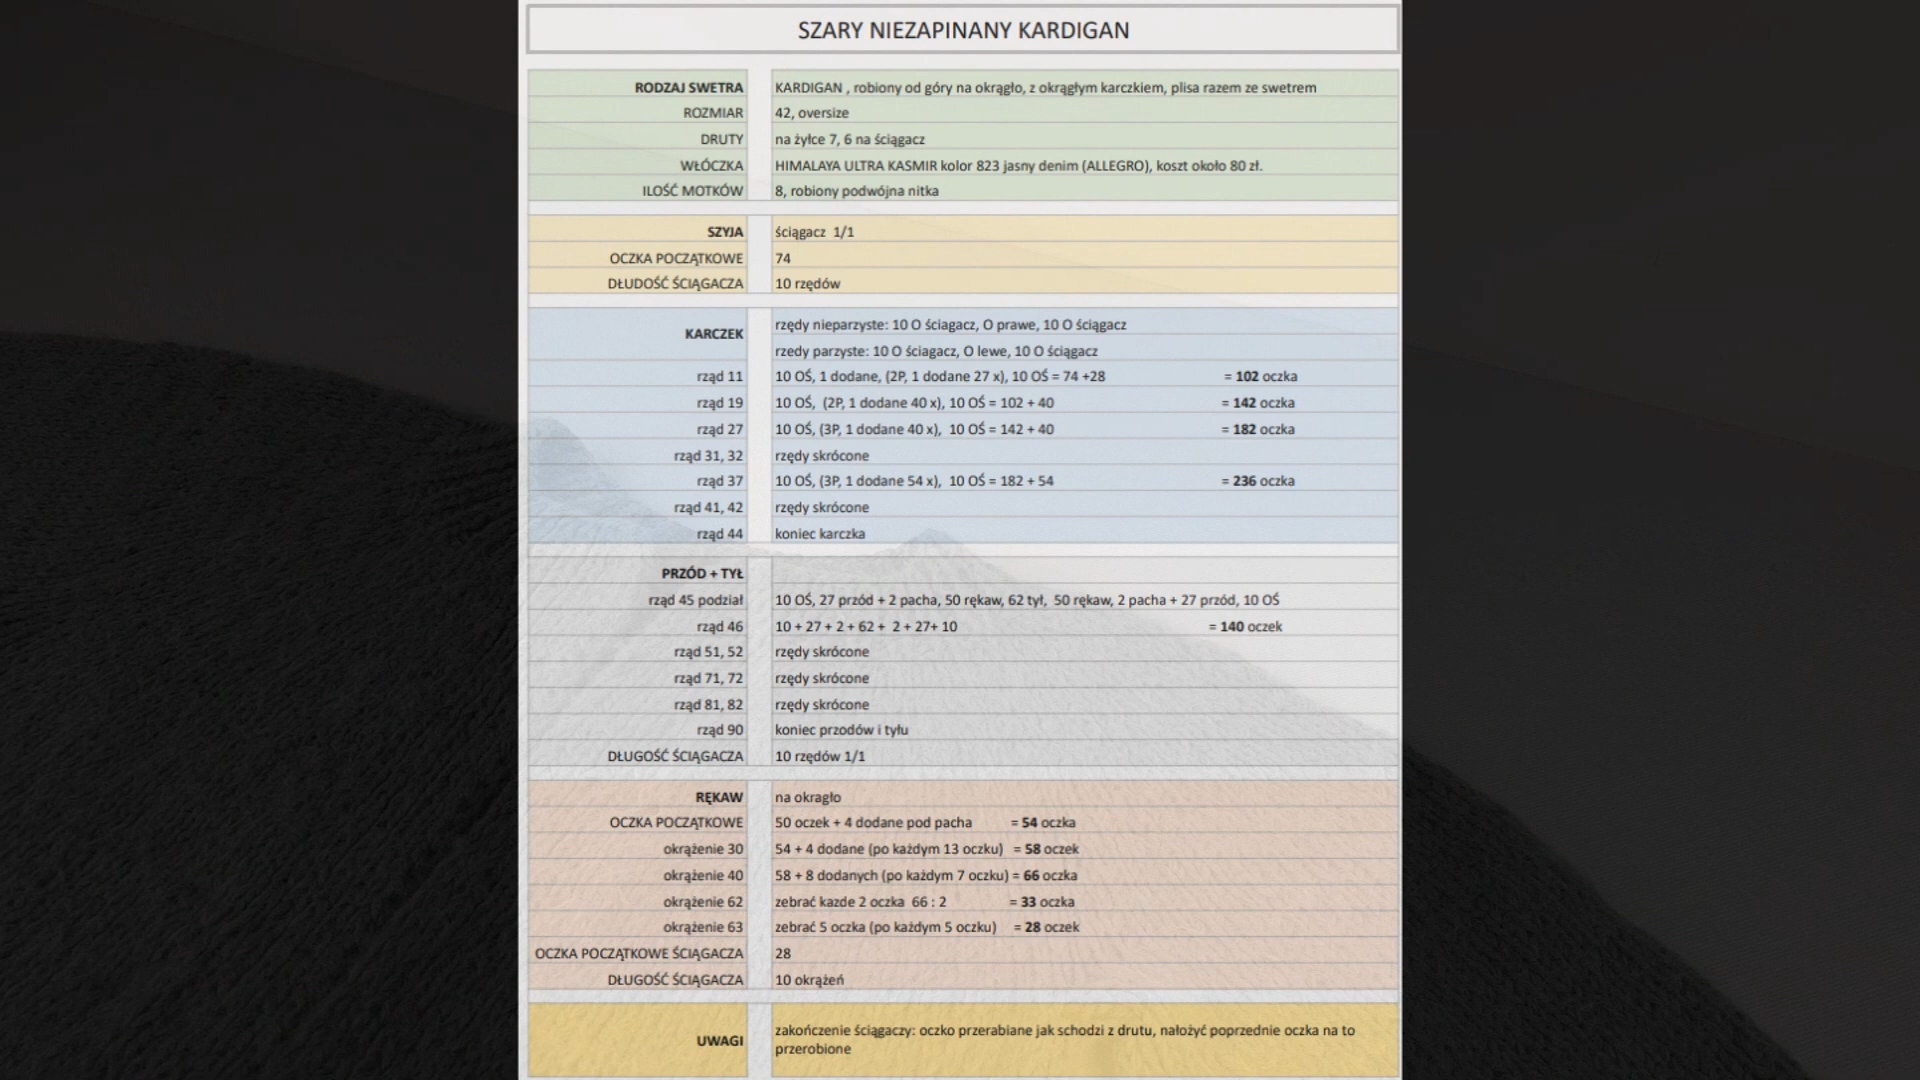 SZARY NIEZAPINANY KARDIGAN
RODZAJ SWETRA KARDIGAN , robiony od góry na okrągło, z okrągłym karczkiem, plisa razem ze swetrem
ROZMIAR 42, oversize
DRUTY na żyłce 7, 6 na ściągacz
WŁÓCZKA HIMALAYA ULTRA KASMIR kolor 823 jasny denim (ALLEGRO), koszt około 80 zł.
ILOŚĆ MOTKÓW 8, robiony podwójna nitka
SZYJA ściągacz 1/1
OCZKA POCZĄTKOWE 74
DŁUDOŚĆ ŚCIĄGACZA 10 rzędów
KARCZEK rzędy nieparzyste: 10 O ściagacz, O prawe, 10 O ściągacz
rzedy parzyste: 10 O ściagacz, O lewe, 10 O ściągacz
rząd 11 10 OŚ, 1 dodane, (2P, 1 dodane 27 x), 10 OŚ = 74 +28 = 102 oczka
rząd 19 10 OŚ, (2P, 1 dodane 40 x), 10 OŚ = 102 + 40 = 142 oczka
rząd 27 10 OŚ, (3P, 1 dodane 40 x), 10 OŚ = 142 + 40 = 182 oczka
rząd 31, 32 rzędy skrócone
rząd 37 10 OŚ, (3P, 1 dodane 54 x), 10 OŚ = 182 + 54 = 236 oczka
rząd 41, 42 rzędy skrócone
rząd 44 koniec karczka
PRZÓD + TYŁ
rząd 45 podział 10 OŚ, 27 przód + 2 pacha, 50 rękaw, 62 tył, 50 rękaw, 2 pacha + 27 przód, 10 OŚ
rząd 46 10 + 27 + 2 + 62 + 2 + 27+ 10 = 140 oczek
rząd 51, 52 rzędy skrócone
rząd 71, 72 rzędy skrócone
rząd 81, 82 rzędy skrócone
rząd 90 koniec przodów i tyłu
DŁUGOŚĆ ŚCIĄGACZA 10 rzędów 1/1
RĘKAW na okragło
OCZKA POCZĄTKOWE 50 oczek + 4 dodane pod pacha = 54 oczka
okrążenie 30 54 + 4 dodane (po każdym 13 oczku) = 58 oczek
okrążenie 40 58 + 8 dodanych (po każdym 7 oczku) = 66 oczka
okrążenie 62 zebrać kazde 2 oczka 66 : 2 = 33 oczka
okrążenie 63 zebrać 5 oczka (po każdym 5 oczku) = 28 oczek
OCZKA POCZĄTKOWE ŚCIĄGACZA 28
DŁUGOŚĆ ŚCIĄGACZA 10 okrążeń
UWAGI zakończenie ściągaczy: oczko przerabiane jak schodzi z drutu, nałożyć poprzednie oczka na to
przerobione